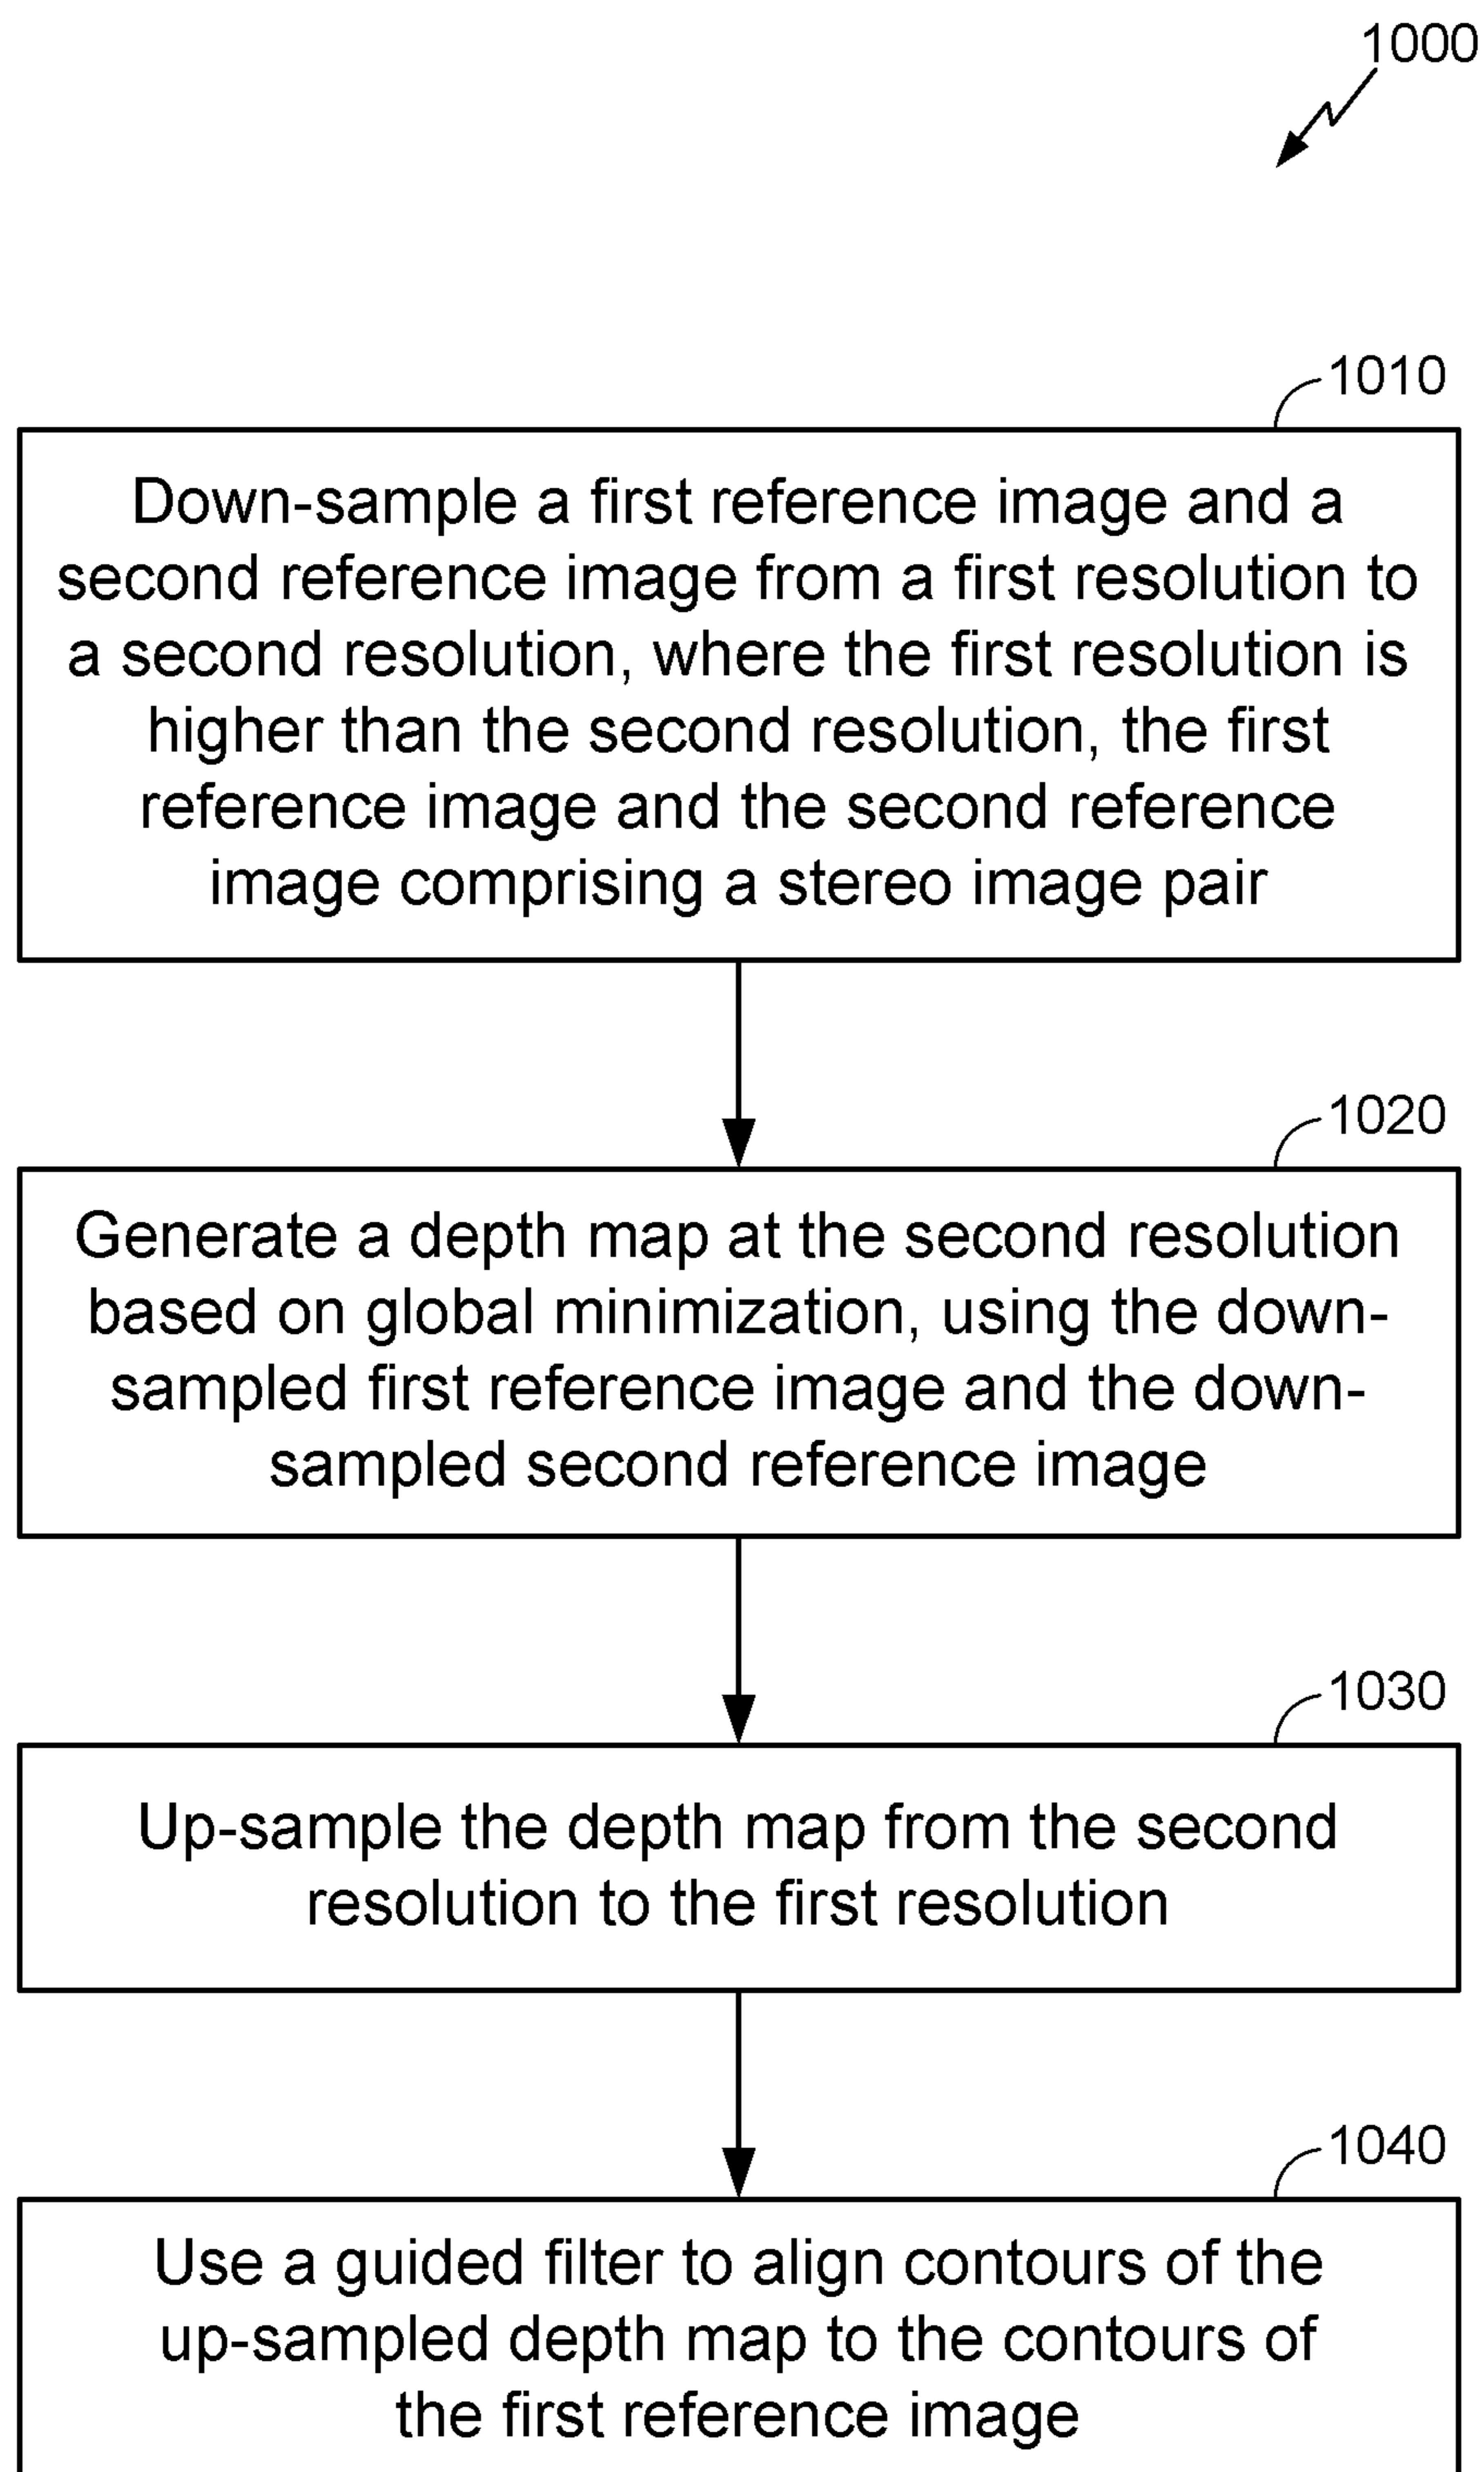 1000
1010
Down-sample a first reference image and a
second reference image from a first resolution to
a second resolution, where the first resolution is
higher than the second resolution, the first
reference image and the second reference
image comprising a stereo image pair
1020
Generate a depth map at the second resolution
based on global minimization, using the down-
sampled first reference image and the down-
sampled second reference image
1030
Up-sample the depth map from the second
resolution to the first resolution
1040
Use a guided filter to align contours of the
up-sampled depth map to the contours of
the first reference image